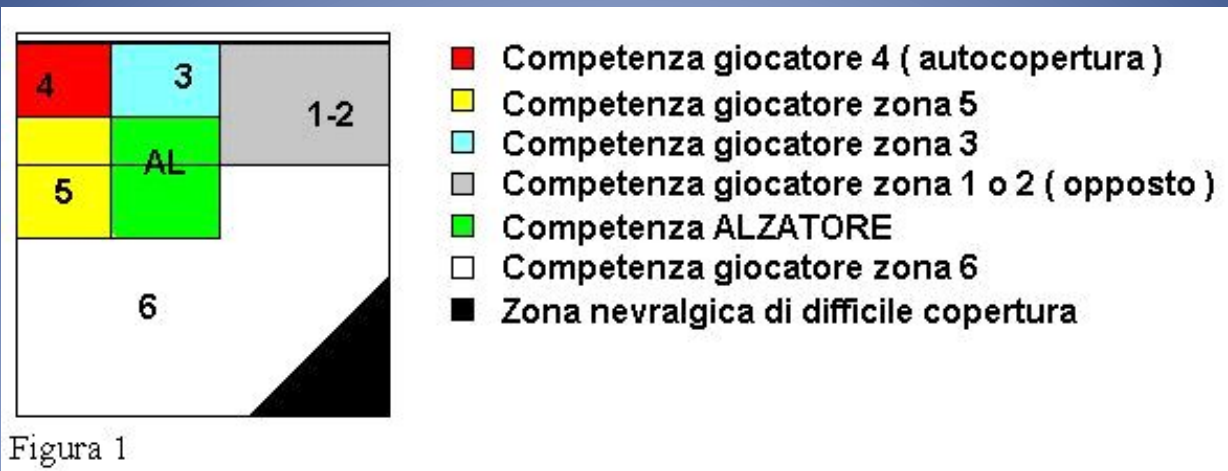 4
3
1-2
AL
5
6
Competenza giocatore 4 ( autocopertura )
Competenza giocatore zona 5
Competenza giocatore zona 3
Competenza giocatore zona 1 o 2 ( opposto )
Competenza ALZATORE
Competenza giocatore zona 6
Zona nevralgica di difficile copertura
Figura 1